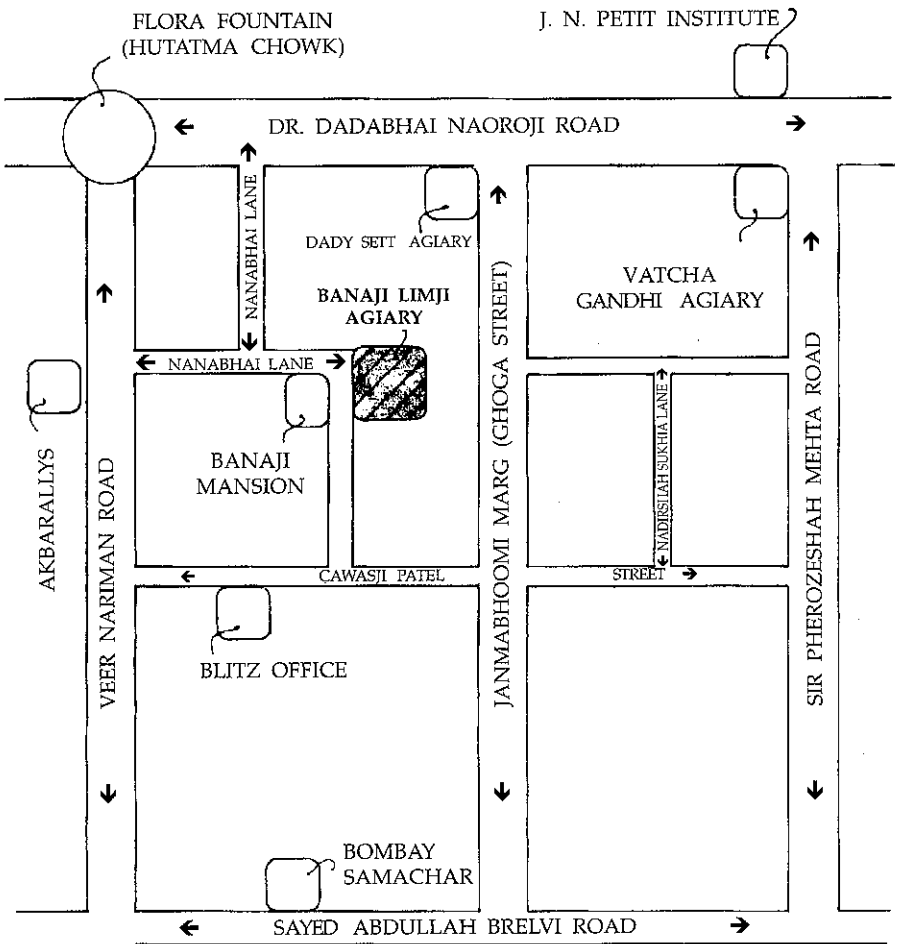 FLORA FOUNTAIN
(HUTATMA CHOWK)
J. N. PETIT INSTITUTE
DR. DADABHAI NAOROJI ROAD
NANABHAI LANE
DADY SETT AGIARY
BANAJI LIMJI
AGIARY
VATCHA
GANDHI AGIARY
NANABHAI LANE
AKBARALLYS
BANAJI
MANSION
VEER NARIMAN ROAD
JANMABHOOMI MARG (GHOGA STREET)
NADIRSHAH SUKHIA LANE
SIR PHEROZESHAH MEHTA ROAD
CAWASJI PATEL
STREET
BLITZ OFFICE
BOMBAY
SAMACHAR
SAYED ABDULLAH BRELVI ROAD